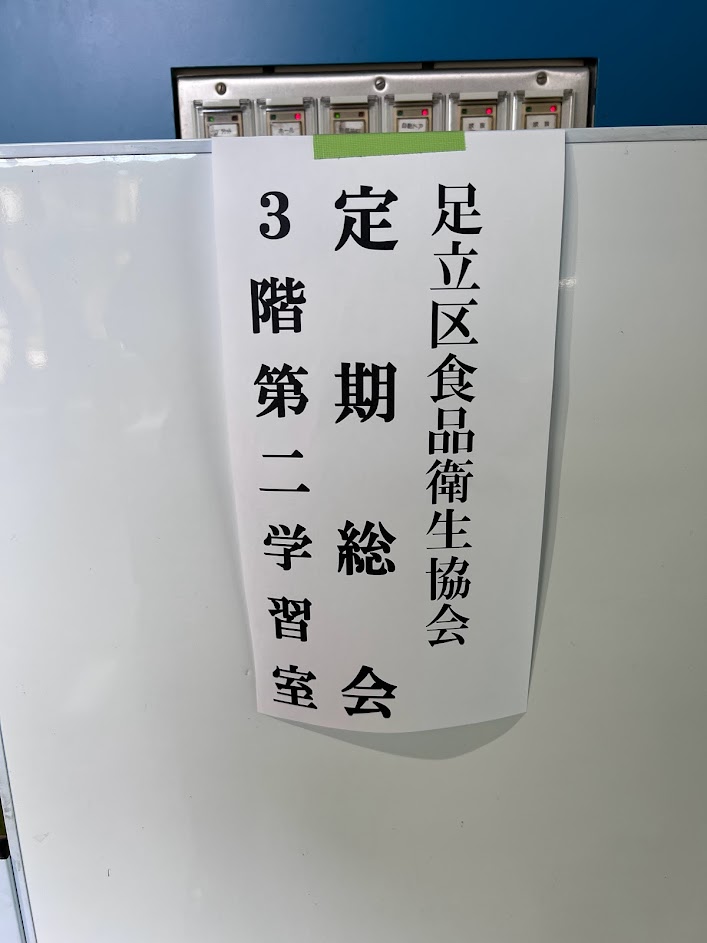 足立区食品衛生協会
定期総会
3階第二学習室